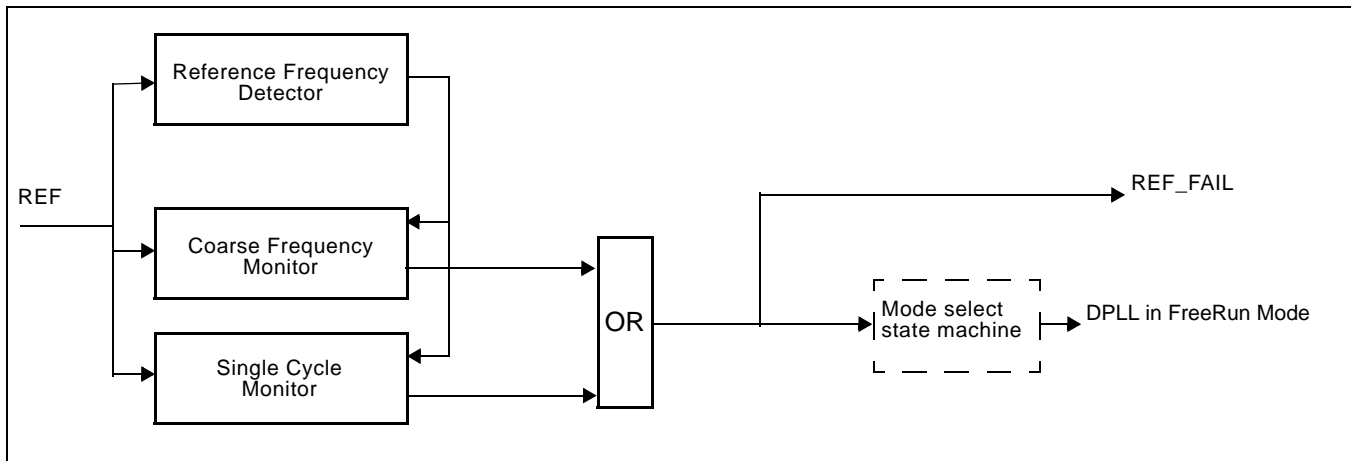 Reference Frequency
Detector
REF
REF_FAIL
Coarse Frequency
Monitor
OR
Mode select
state machine
DPLL in FreeRun Mode
Single Cycle
Monitor